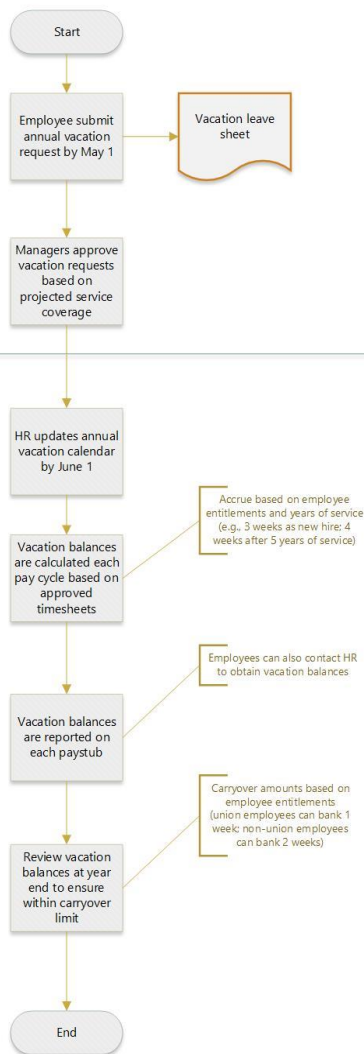 Start
Employee submit
annual vacation
request by May 1
Vacation leave
sheet
Managers approve
vacation requests
based on
projected service
coverage
HR updates annual
vacation calendar
by June 1
Accrue based on employee
entitlements and years of service
(e.g., 3 weeks as new hire; 4
weeks after 5 years of service)
Vacation balances
are calculated each
pay cycle based on
approved
timesheets
Employees can also contact HR
to obtain vacation balances
Vacation balances
are reported on
each paystub
Carryover amounts based on
employee entitlements
(union employees can bank 1
week; non-union employees
can bank 2 weeks)
Review vacation
balances at year
end to ensure
within carryover
limit
End